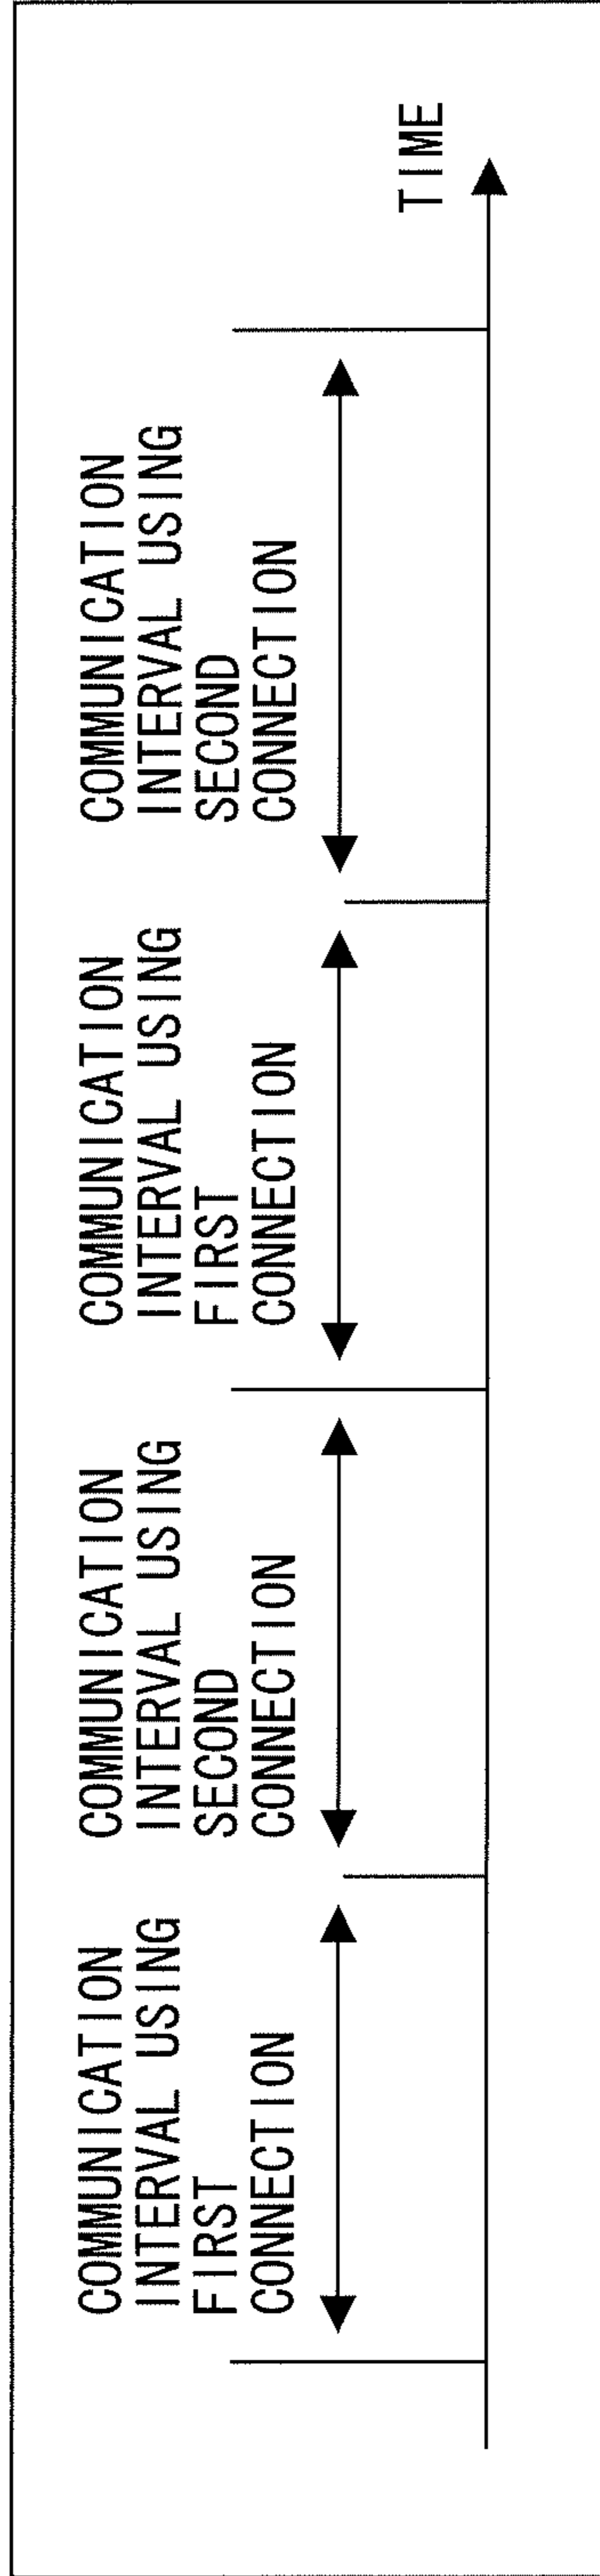 COMMUNICATION
INTERVAL USING
FIRST
CONNECTION
COMMUNICATION
INTERVAL USING
SECOND
CONNECTION
COMMUNICATION
INTERVAL USING
FIRST
CONNECTION
COMMUNICATION
INTERVAL USING
SECOND
CONNECTION
TIME